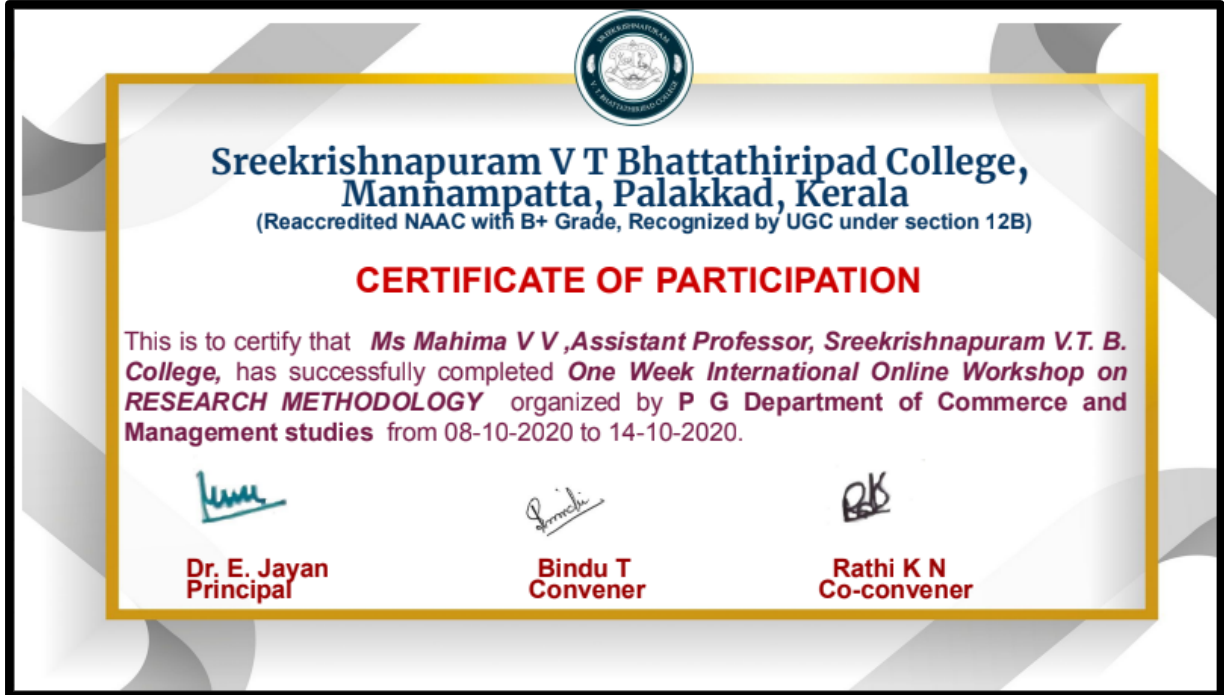 SREEKRISHNAPURAM
V. T. BHATTATHIRIPAD COLLEGE
Sreekrishnapuram V T Bhattathiripad College,
Mannampatta, Palakkad, Kerala
(Reaccredited NAAC with B+ Grade, Recognized by UGC under section 12B)
CERTIFICATE OF PARTICIPATION
This is to certify that Ms Mahima V V ,Assistant Professor, Sreekrishnapuram V.T. B.
College, has successfully completed One Week International Online Workshop on
RESEARCH METHODOLOGY organized by P G Department of Commerce and
Management studies from 08-10-2020 to 14-10-2020.
Dr. E. Jayan
Principal
Bindu T
Convener
Rathi K N
Co-convener